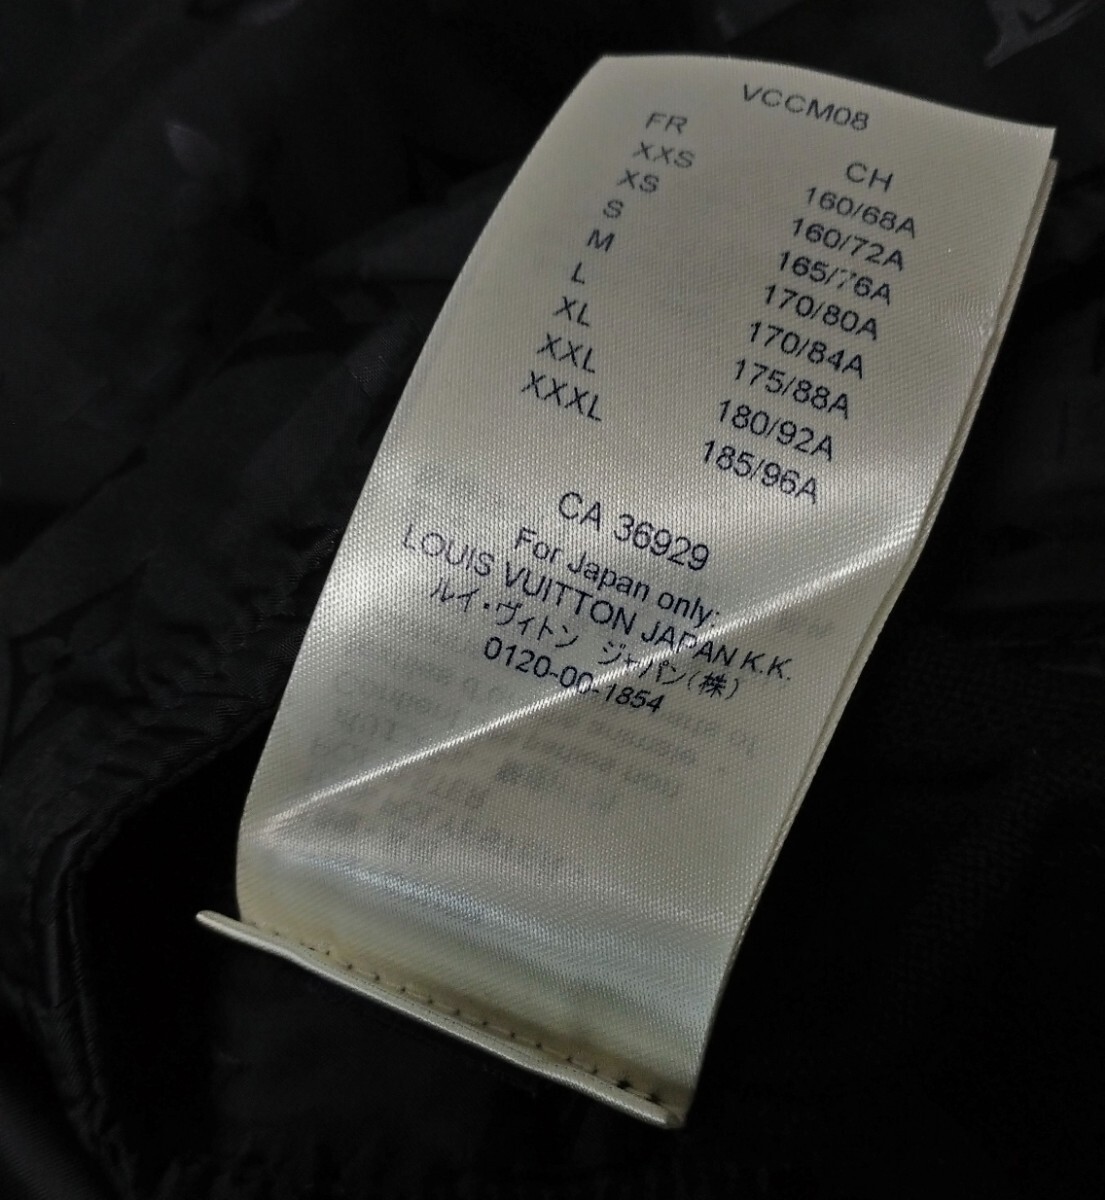 VCCM08
FR CH
XXS 160/68A
XS 160/72A
S 165/76A
M 170/80A
L 170/84A
XL 175/88A
XXL 180/92A
XXXL 185/96A
CA 36929
For Japan only:
LOUIS VUITTON JAPAN K.K.
ルイ・ヴィトン ジャパン(株)
0120-00-1854